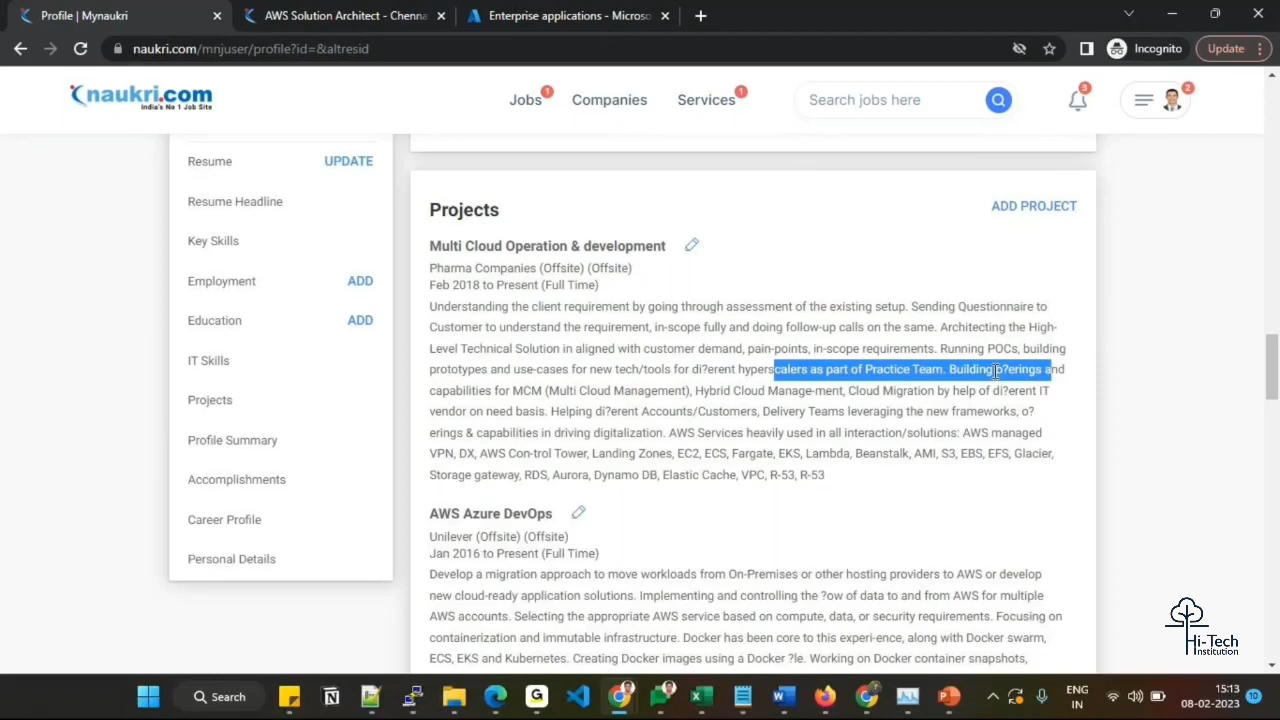 Profile | Mynaukri
AWS Solution Architect - Chenna
Enterprise applications - Microso
naukri.com/mnjuser/profile?id=&altresid
Incognito
Update
naukri.com
India's No 1 Job Site
Jobs 1
Companies
Services 1
Search jobs here
3
2
Resume UPDATE
Resume Headline
Key Skills
Employment ADD
Education ADD
IT Skills
Projects
Profile Summary
Accomplishments
Career Profile
Personal Details
Projects ADD PROJECT
Multi Cloud Operation & development
Pharma Companies (Offsite) (Offsite)
Feb 2018 to Present (Full Time)
Understanding the client requirement by going through assessment of the existing setup. Sending Questionnaire to
Customer to understand the requirement, in-scope fully and doing follow-up calls on the same. Architecting the High-
Level Technical Solution in aligned with customer demand, pain-points, in-scope requirements. Running POCs, building
prototypes and use-cases for new tech/tools for di?erent hyperscalers as part of Practice Team. Building o?erings and
capabilities for MCM (Multi Cloud Management), Hybrid Cloud Manage-ment, Cloud Migration by help of di?erent IT
vendor on need basis. Helping di?erent Accounts/Customers, Delivery Teams leveraging the new frameworks, o?
erings & capabilities in driving digitalization. AWS Services heavily used in all interaction/solutions: AWS managed
VPN, DX, AWS Con-trol Tower, Landing Zones, EC2, ECS, Fargate, EKS, Lambda, Beanstalk, AMI, S3, EBS, EFS, Glacier,
Storage gateway, RDS, Aurora, Dynamo DB, Elastic Cache, VPC, R-53, R-53
AWS Azure DevOps
Unilever (Offsite) (Offsite)
Jan 2016 to Present (Full Time)
Develop a migration approach to move workloads from On-Premises or other hosting providers to AWS or develop
new cloud-ready application solutions. Implementing and controlling the ?ow of data to and from AWS for multiple
AWS accounts. Selecting the appropriate AWS service based on compute, data, or security requirements. Focusing on
containerization and immutable infrastructure. Docker has been core to this experi-ence, along with Docker swarm,
ECS, EKS and Kubernetes. Creating Docker images using a Docker ?le. Working on Docker container snapshots,
Hi-Tech
Institution
Search
ENG
IN
15:13
08-02-2023
10